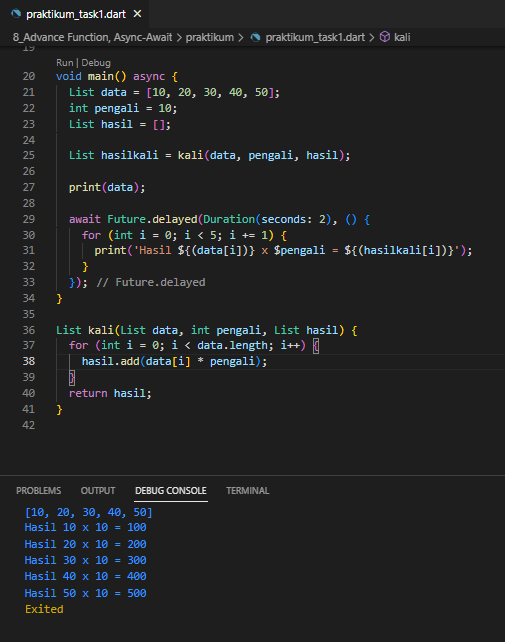 praktikum_task1.dart ×
8_Advance Function, Async-Await > praktikum > praktikum_task1.dart > kali
19
Run | Debug
20 void main() async {
21 List data = [10, 20, 30, 40, 50];
22 int pengali = 10;
23 List hasil = [];
24
25 List hasilkali = kali(data, pengali, hasil);
26
27 print(data);
28
29 await Future.delayed(Duration(seconds: 2), () {
30 for (int i = 0; i < 5; i += 1) {
31 print('Hasil ${(data[i])} x $pengali = ${(hasilkali[i])}');
32 }
33 }); // Future.delayed
34 }
35
36 List kali(List data, int pengali, List hasil) {
37 for (int i = 0; i < data.length; i++) {
38 hasil.add(data[i] * pengali);
39 }
40 return hasil;
41 }
42
PROBLEMS OUTPUT DEBUG CONSOLE TERMINAL
[10, 20, 30, 40, 50]
Hasil 10 x 10 = 100
Hasil 20 x 10 = 200
Hasil 30 x 10 = 300
Hasil 40 x 10 = 400
Hasil 50 x 10 = 500
Exited